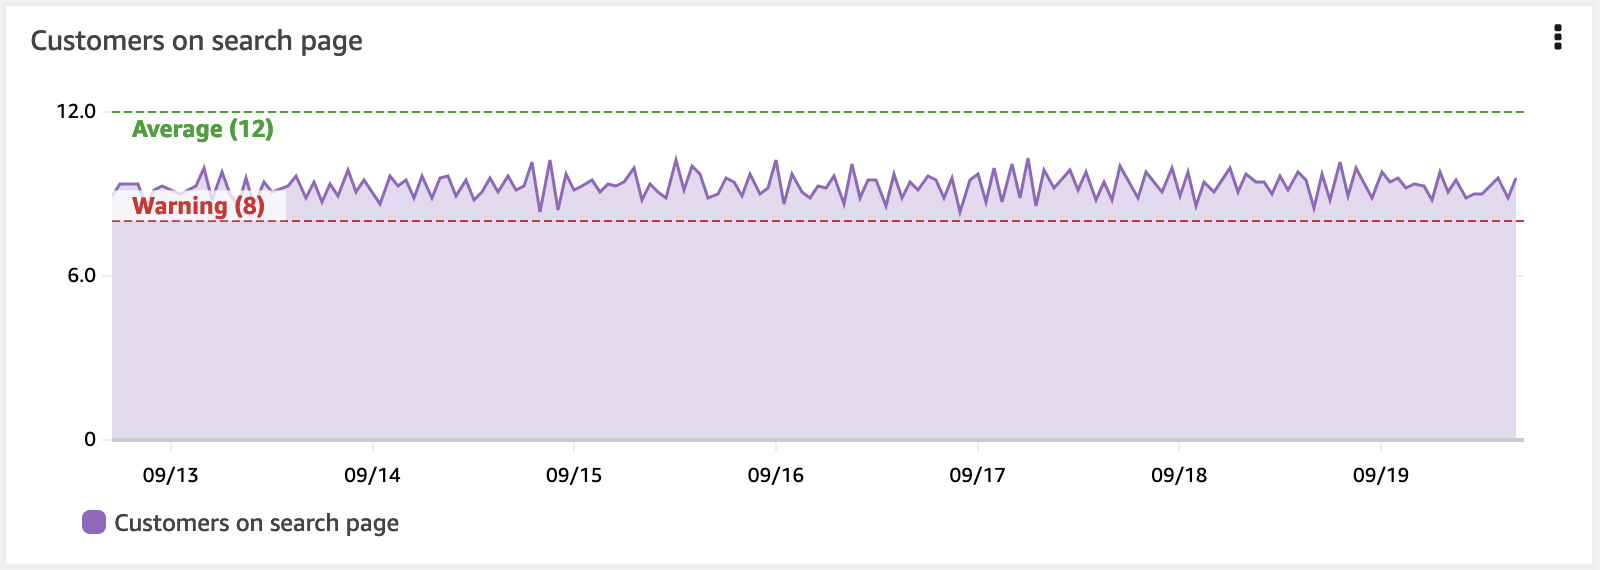 Customers on search page
12.0
Average (12)
Warning (8)
6.0
0
09/13 09/14 09/15 09/16 09/17 09/18 09/19
Customers on search page